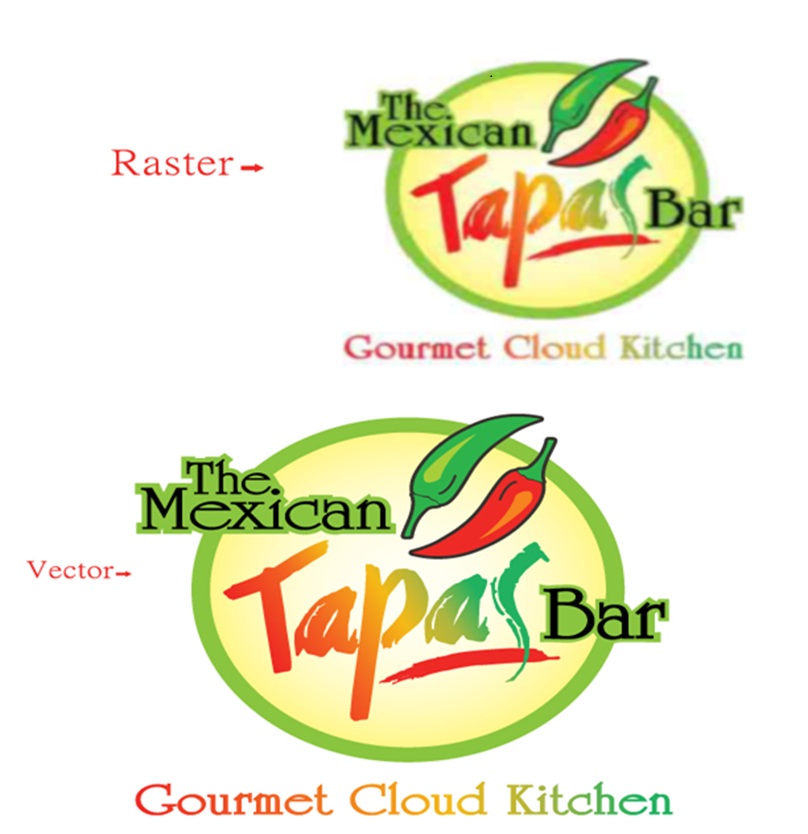 Raster
The
Mexican
Tapas
Bar
Gourmet Cloud Kitchen
Vector
The
Mexican
Tapas
Bar
Gourmet Cloud Kitchen